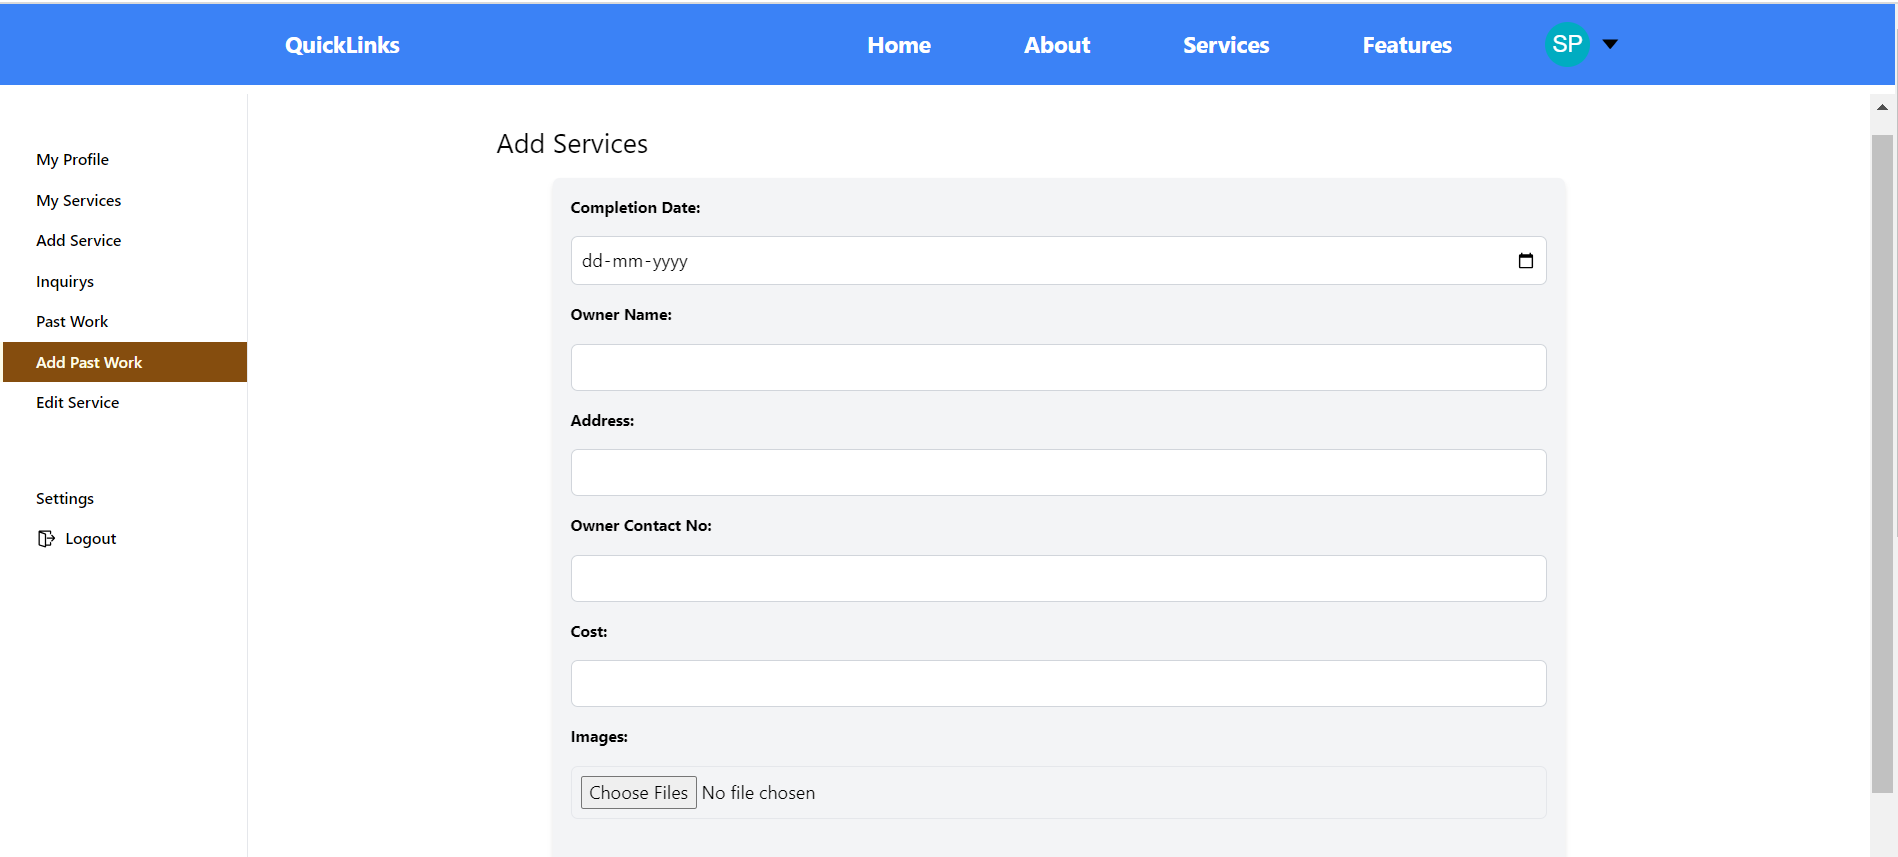 QuickLinks Home About Services Features SP
My Profile
My Services
Add Service
Inquirys
Past Work
Add Past Work
Edit Service
Settings
Logout
Add Services
Completion Date:
dd-mm-yyyy
Owner Name:
Address:
Owner Contact No:
Cost:
Images:
Choose Files No file chosen